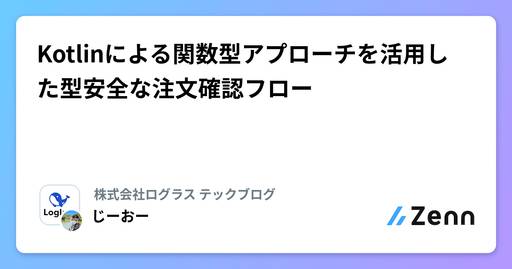 Kotlinによる関数型アプローチを活用し
た型安全な注文確認フロー
株式会社ログラス テックブログ
じーおー
Zenn